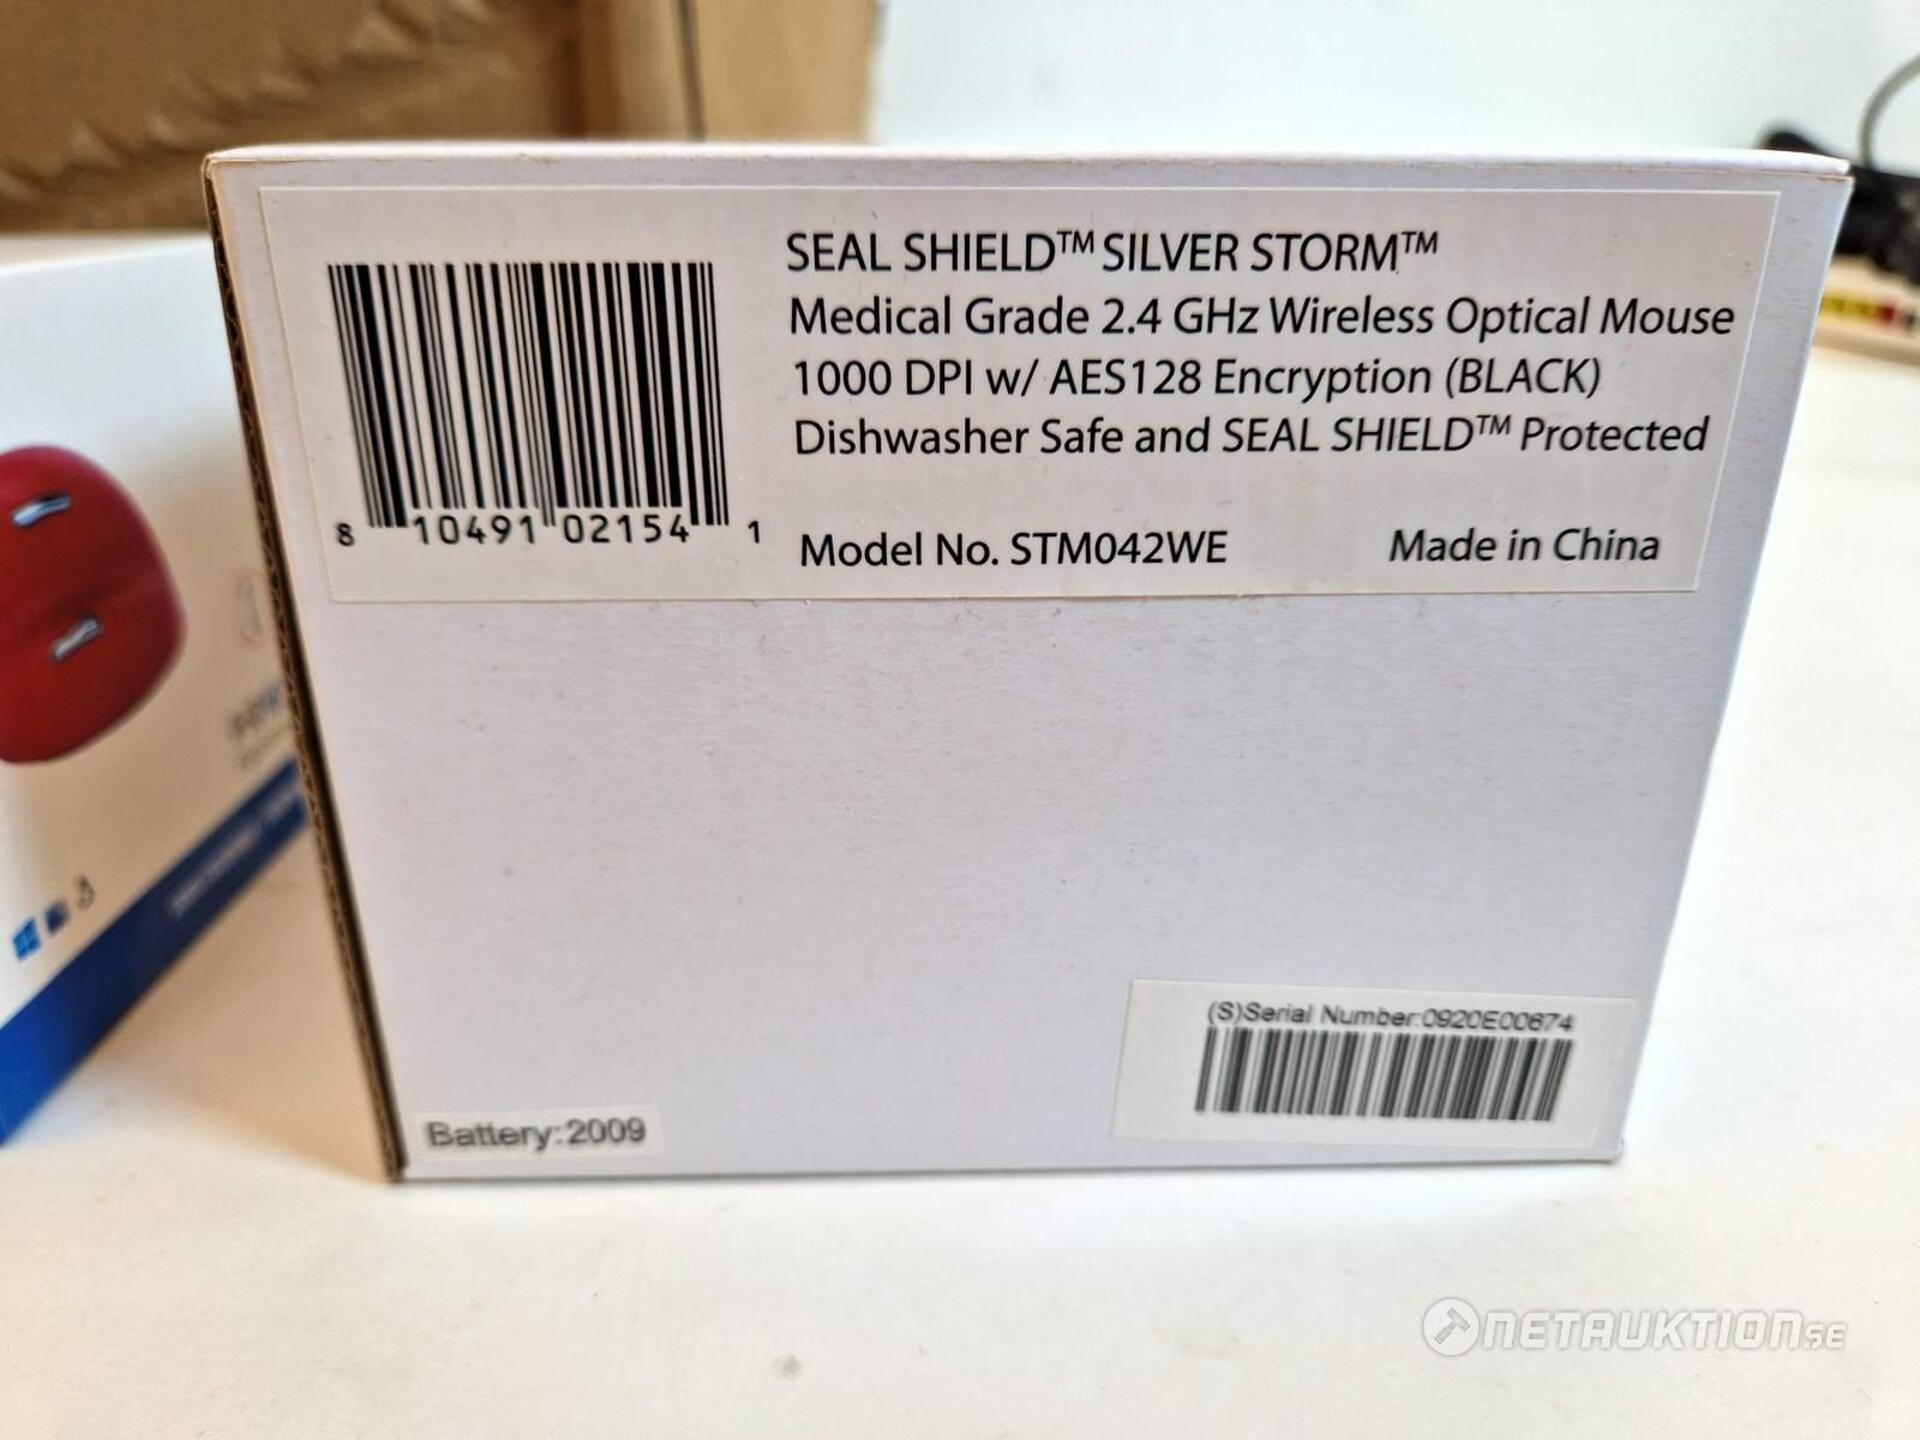 SEAL SHIELD™ SILVER STORM™
Medical Grade 2.4 GHz Wireless Optical Mouse
1000 DPI w/ AES128 Encryption (BLACK)
Dishwasher Safe and SEAL SHIELD™ Protected
8 10491 02154 1
Model No. STM042WE Made in China
(S)Serial Number:0920E00674
Battery:2009
NETAUKTION.SE